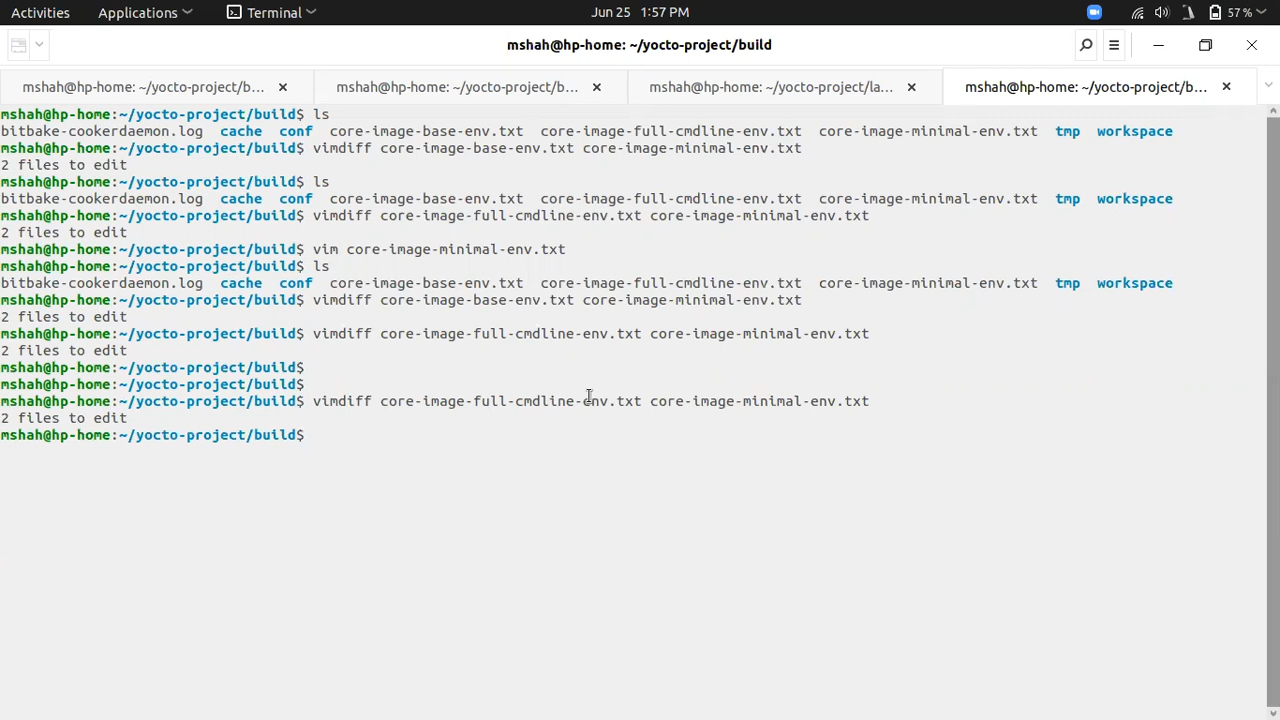 Activities Applications Terminal Jun 25 1:57 PM 57 %
mshah@hp-home: ~/yocto-project/build
mshah@hp-home: ~/yocto-project/b... mshah@hp-home: ~/yocto-project/b... mshah@hp-home: ~/yocto-project/la... mshah@hp-home: ~/yocto-project/b...
mshah@hp-home:~/yocto-project/build$ ls
bitbake-cookerdaemon.log cache conf core-image-base-env.txt core-image-full-cmdline-env.txt core-image-minimal-env.txt tmp workspace
mshah@hp-home:~/yocto-project/build$ vimdiff core-image-base-env.txt core-image-minimal-env.txt
2 files to edit
mshah@hp-home:~/yocto-project/build$ ls
bitbake-cookerdaemon.log cache conf core-image-base-env.txt core-image-full-cmdline-env.txt core-image-minimal-env.txt tmp workspace
mshah@hp-home:~/yocto-project/build$ vimdiff core-image-full-cmdline-env.txt core-image-minimal-env.txt
2 files to edit
mshah@hp-home:~/yocto-project/build$ vim core-image-minimal-env.txt
mshah@hp-home:~/yocto-project/build$ ls
bitbake-cookerdaemon.log cache conf core-image-base-env.txt core-image-full-cmdline-env.txt core-image-minimal-env.txt tmp workspace
mshah@hp-home:~/yocto-project/build$ vimdiff core-image-base-env.txt core-image-minimal-env.txt
2 files to edit
mshah@hp-home:~/yocto-project/build$ vimdiff core-image-full-cmdline-env.txt core-image-minimal-env.txt
2 files to edit
mshah@hp-home:~/yocto-project/build$
mshah@hp-home:~/yocto-project/build$
mshah@hp-home:~/yocto-project/build$ vimdiff core-image-full-cmdline-env.txt core-image-minimal-env.txt
2 files to edit
mshah@hp-home:~/yocto-project/build$